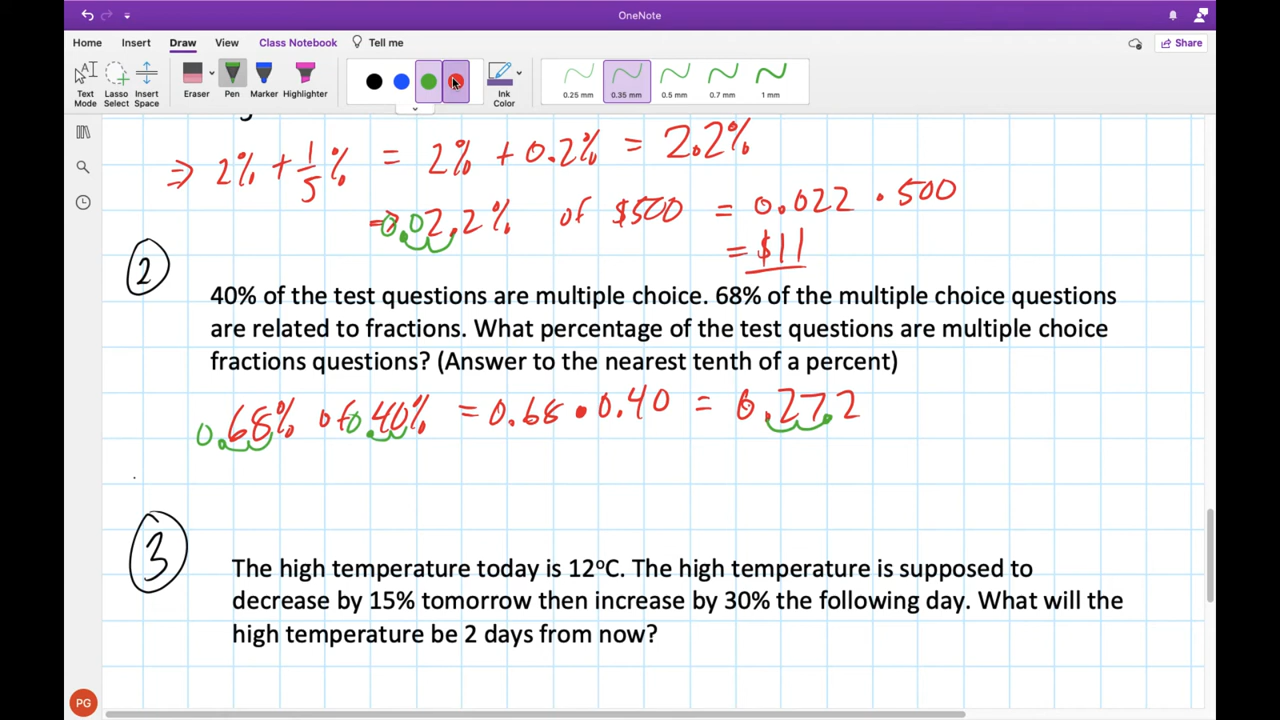 OneNote
Home Insert Draw View Class Notebook Tell me Share
Text Mode Lasso Select Insert Space Eraser Pen Marker Highlighter Ink Color 0.25 mm 0.35 mm 0.5 mm 0.7 mm 1 mm
⇒ 2% + 1/5% = 2% + 0.2% = 2.2%
⇒ 0.02.2% of $500 = 0.022 · 500
= $11
2
40% of the test questions are multiple choice. 68% of the multiple choice questions
are related to fractions. What percentage of the test questions are multiple choice
fractions questions? (Answer to the nearest tenth of a percent)
0.68% of 0.40% = 0.68 • 0.40 = 0.27.2
3
The high temperature today is 12°C. The high temperature is supposed to
decrease by 15% tomorrow then increase by 30% the following day. What will the
high temperature be 2 days from now?
PG